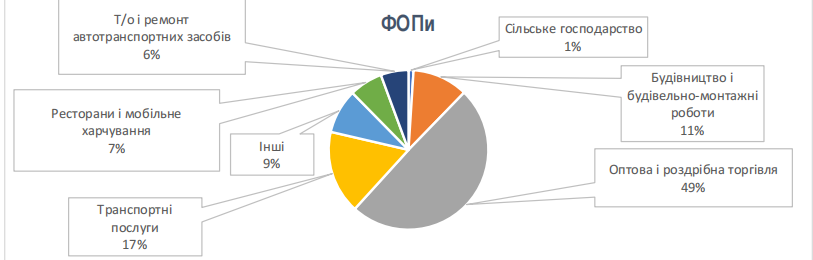 ФОПи
Сільське господарство
1%
Будівництво і
будівельно-монтажні
роботи
11%
Оптова і роздрібна торгівля
49%
Транспортні
послуги
17%
Інші
9%
Ресторани і мобільне
харчування
7%
Т/о і ремонт
автотранспортних засобів
6%